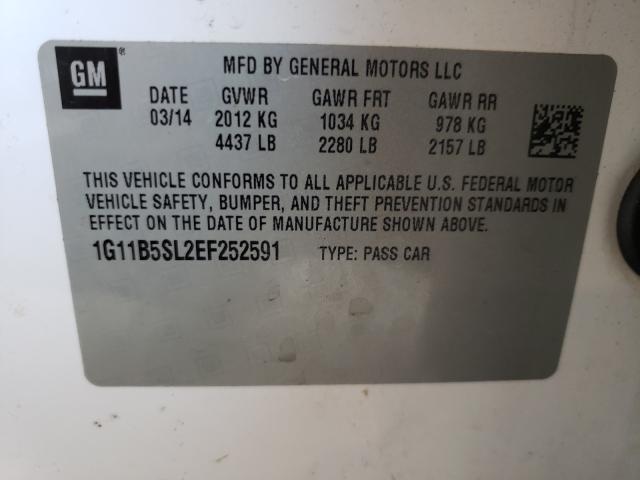 GM ®
MFD BY GENERAL MOTORS LLC
DATE GVWR GAWR FRT GAWR RR
03/14 2012 KG 1034 KG 978 KG
4437 LB 2280 LB 2157 LB
THIS VEHICLE CONFORMS TO ALL APPLICABLE U.S. FEDERAL MOTOR
VEHICLE SAFETY, BUMPER, AND THEFT PREVENTION STANDARDS IN
EFFECT ON THE DATE OF MANUFACTURE SHOWN ABOVE.
1G11B5SL2EF252591 TYPE: PASS CAR